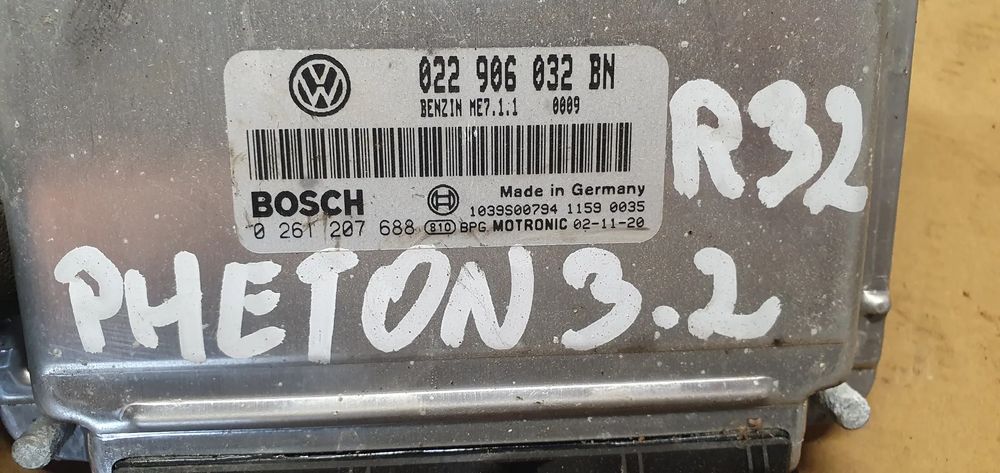 022 906 032 BN
BENZIN ME7.1.1 0009
BOSCH
Made in Germany
1039S00794 1159 0035
0 261 207 688 810 BPG MOTRONIC 02-11-20
R32
PHETON 3.2